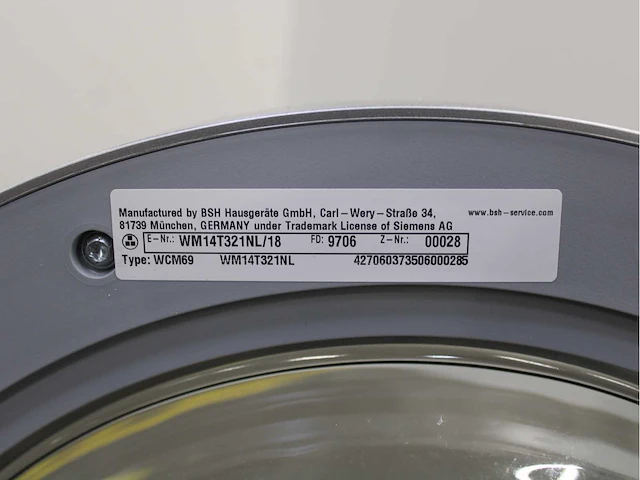 Manufactured by BSH Hausgeräte GmbH, Carl-Wery-Straße 34, www.bsh-service.com
81739 München, GERMANY under Trademark License of Siemens AG
E-Nr.: WM14T321NL/18 FD: 9706 Z-Nr.: 00028
Type: WCM69 WM14T321NL 427060373506000285